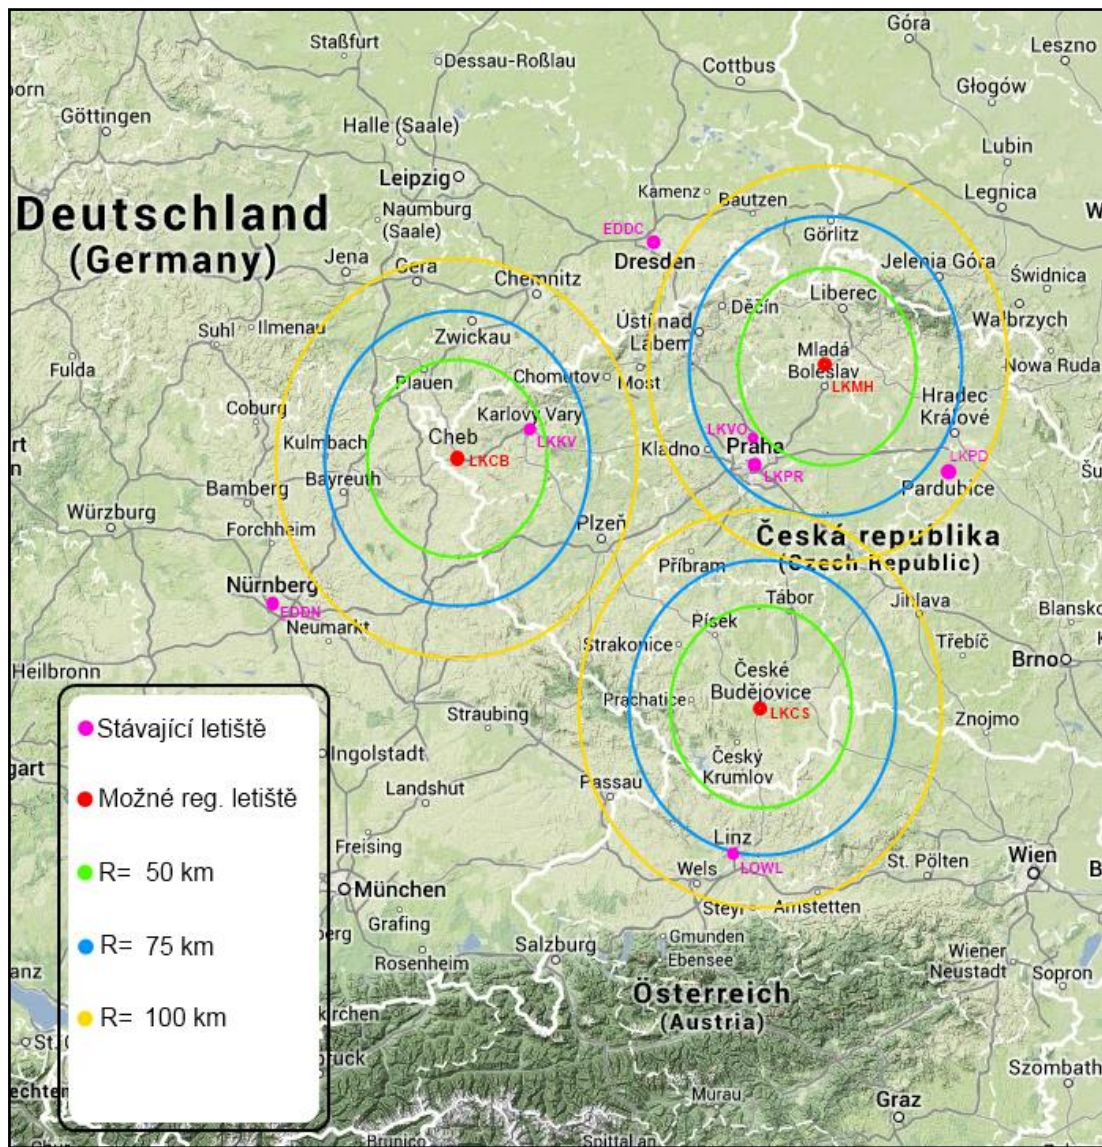 Góra
Leszno
Staßfurt
Dessau-Roßlau
Cottbus
Głogów
Göttingen
Halle (Saale)
Lubin
Leipzig
Kamenz
Bautzen
Legnica
Deutschland
(Germany)
Naumburg
(Saale)
EDDC
Görlitz
Jena
Gera
Chemnitz
Dresden
Jelenia Góra
Świdnica
Děčín
Liberec
Suhl
Ilmenau
Zwickau
Ústí nad
Labem
Wałbrzych
Fulda
Plauen
Chomutov
Most
Mladá
Boleslav
LKMH
Nowa Ruda
Coburg
Karlovy Vary
Hradec
Králové
Kulmbach
Cheb
LKKV
LKVO
Kladno
Praha
LKCB
LKPR
LKPD
Bayreuth
Bamberg
Pardubice
Würzburg
Forchheim
Plzeň
Česká republika
(Czech Republic)
Příbram
Nürnberg
EDDN
Tábor
Jihlava
Blansko
Neumarkt
Písek
Strakonice
Třebíč
Heilbronn
Brno
České
Budějovice
Prachatice
LKCS
Straubing
Znojmo
Stávající letiště
Ingolstadt
Český
Krumlov
Možné reg. letiště
Landshut
Passau
Freising
Linz
LOWL
R= 50 km
St. Pölten
Wien
Wels
München
Steyr
Amstetten
Grafing
R= 75 km
Salzburg
Gmunden
Ebensee
Rosenheim
Wiener
Neustadt
Sopron
Österreich
(Austria)
R= 100 km
Szombath
Murau
Graz
Brunico
Spittal an